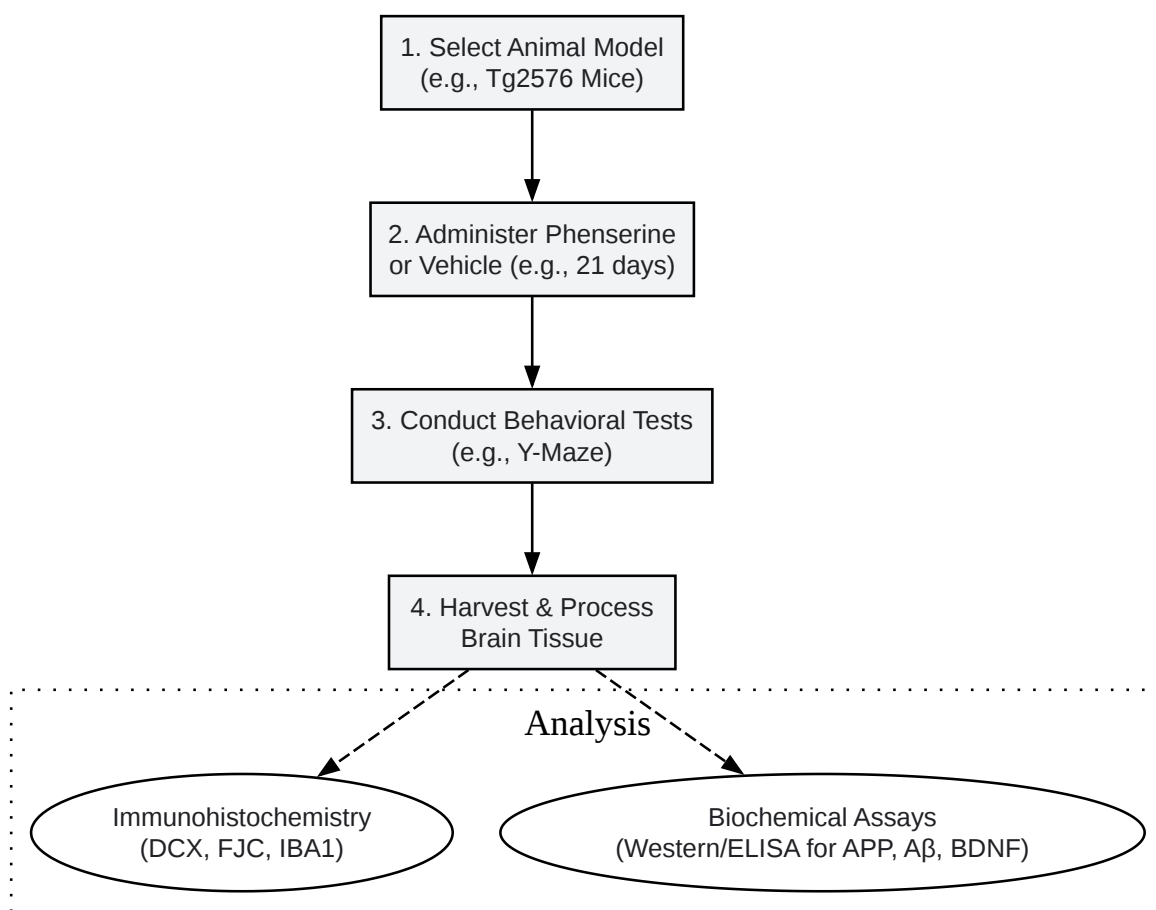 1. Select Animal Model
(e.g., Tg2576 Mice)
2. Administer Phenserine
or Vehicle (e.g., 21 days)
3. Conduct Behavioral Tests
(e.g., Y-Maze)
4. Harvest & Process
Brain Tissue
Analysis
Immunohistochemistry
(DCX, FJC, IBA1)
Biochemical Assays
(Western/ELISA for APP, Aβ, BDNF)